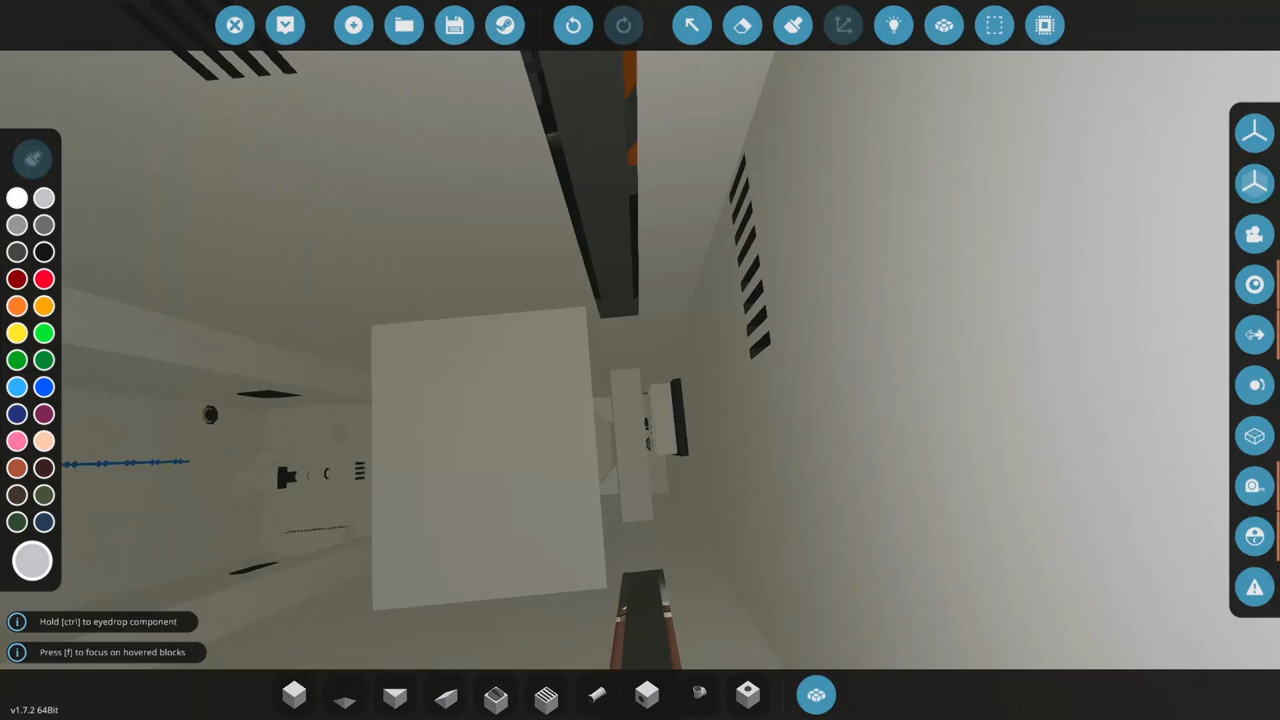 Hold [ctrl] to eyedrop component
Press [f] to focus on hovered blocks
v1.7.2 64Bit